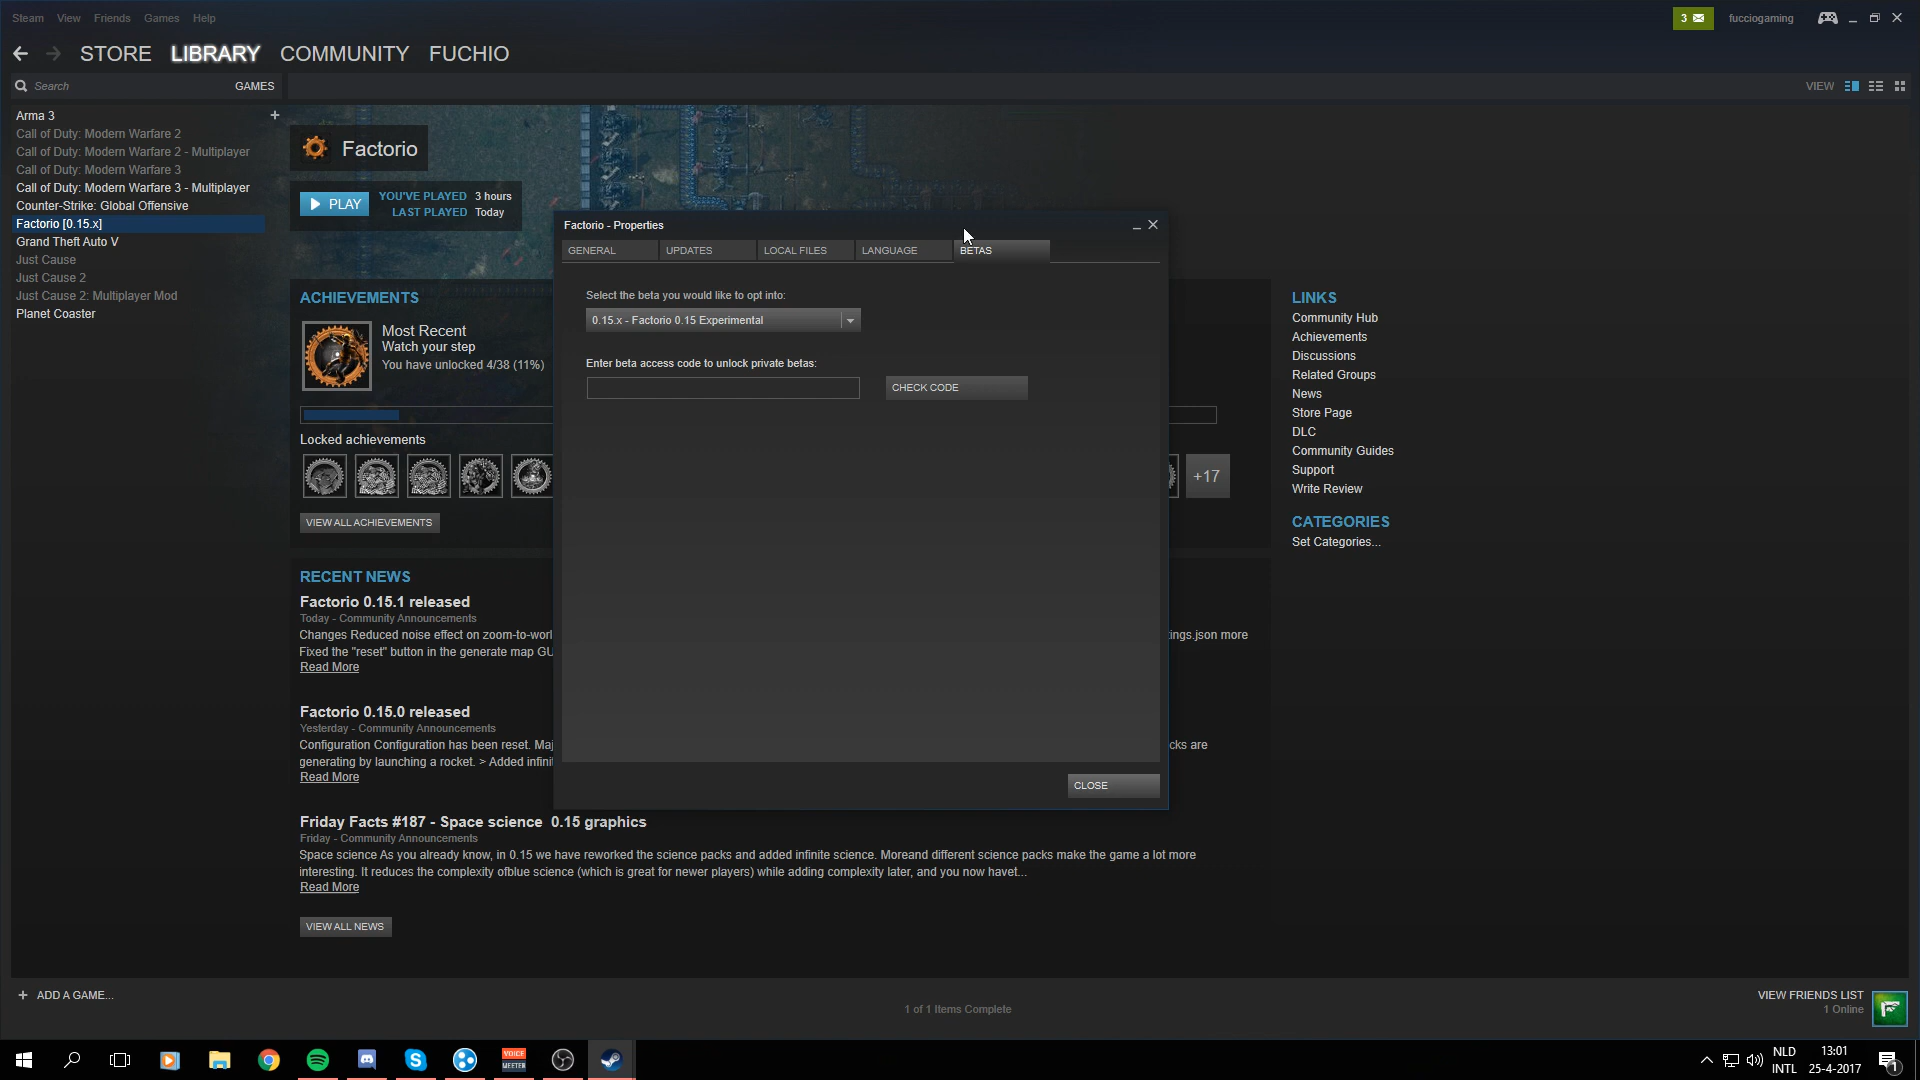 Steam View Friends Games Help
3
fucciogaming
STORE LIBRARY COMMUNITY FUCHIO
Search
GAMES
VIEW
Arma 3
Call of Duty: Modern Warfare 2
Call of Duty: Modern Warfare 2 - Multiplayer
Call of Duty: Modern Warfare 3
Call of Duty: Modern Warfare 3 - Multiplayer
Counter-Strike: Global Offensive
Factorio [0.15.x]
Grand Theft Auto V
Just Cause
Just Cause 2
Just Cause 2: Multiplayer Mod
Planet Coaster
Factorio
PLAY
YOU'VE PLAYED 3 hours
LAST PLAYED Today
ACHIEVEMENTS
Most Recent
Watch your step
You have unlocked 4/38 (11%)
Locked achievements
+17
VIEW ALL ACHIEVEMENTS
RECENT NEWS
Factorio 0.15.1 released
Today - Community Announcements
Changes Reduced noise effect on zoom-to-worl
ings.json more
Fixed the "reset" button in the generate map GU
Read More
Factorio 0.15.0 released
Yesterday - Community Announcements
Configuration Configuration has been reset. Maj
cks are
generating by launching a rocket. > Added infini
Read More
Friday Facts #187 - Space science 0.15 graphics
Friday - Community Announcements
Space science As you already know, in 0.15 we have reworked the science packs and added infinite science. Moreand different science packs make the game a lot more
interesting. It reduces the complexity ofblue science (which is great for newer players) while adding complexity later, and you now havet...
Read More
VIEW ALL NEWS
Factorio - Properties
GENERAL UPDATES LOCAL FILES LANGUAGE BETAS
Select the beta you would like to opt into:
0.15.x - Factorio 0.15 Experimental
Enter beta access code to unlock private betas:
CHECK CODE
CLOSE
LINKS
Community Hub
Achievements
Discussions
Related Groups
News
Store Page
DLC
Community Guides
Support
Write Review
CATEGORIES
Set Categories...
+ ADD A GAME...
1 of 1 Items Complete
VIEW FRIENDS LIST
1 Online
VOICE
MEETER
NLD
INTL
13:01
25-4-2017
1